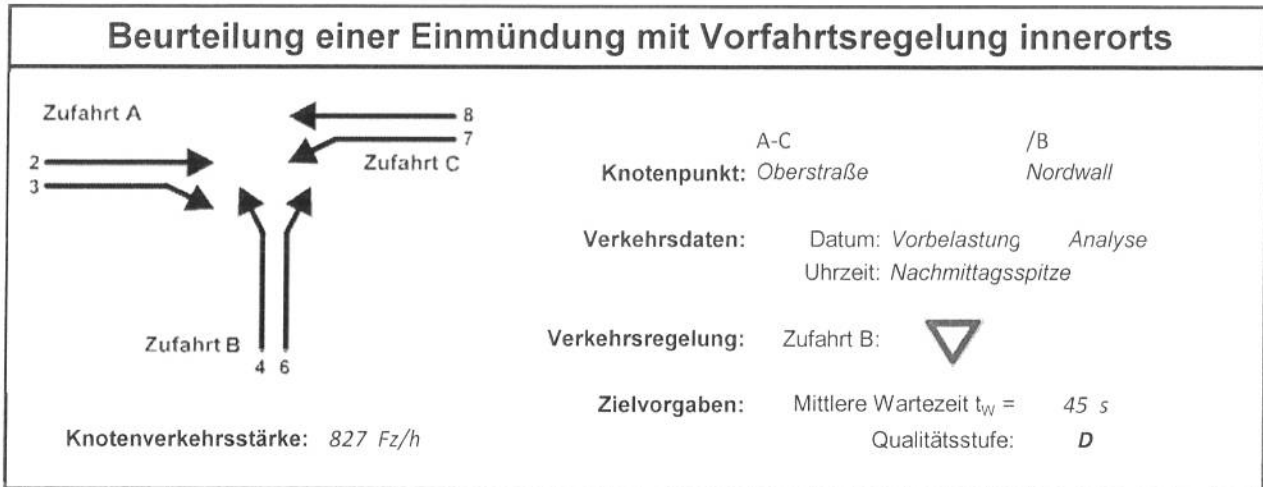 Beurteilung einer Einmündung mit Vorfahrtsregelung innerorts
Zufahrt A
8
7
Zufahrt C
2
3
Zufahrt B
4 6
Knotenverkehrsstärke: 827 Fz/h
A-C /B
Knotenpunkt: Oberstraße Nordwall
Verkehrsdaten: Datum: Vorbelastung Analyse
Uhrzeit: Nachmittagsspitze
Verkehrsregelung: Zufahrt B:
Zielvorgaben: Mittlere Wartezeit tW = 45 s
Qualitätsstufe: D